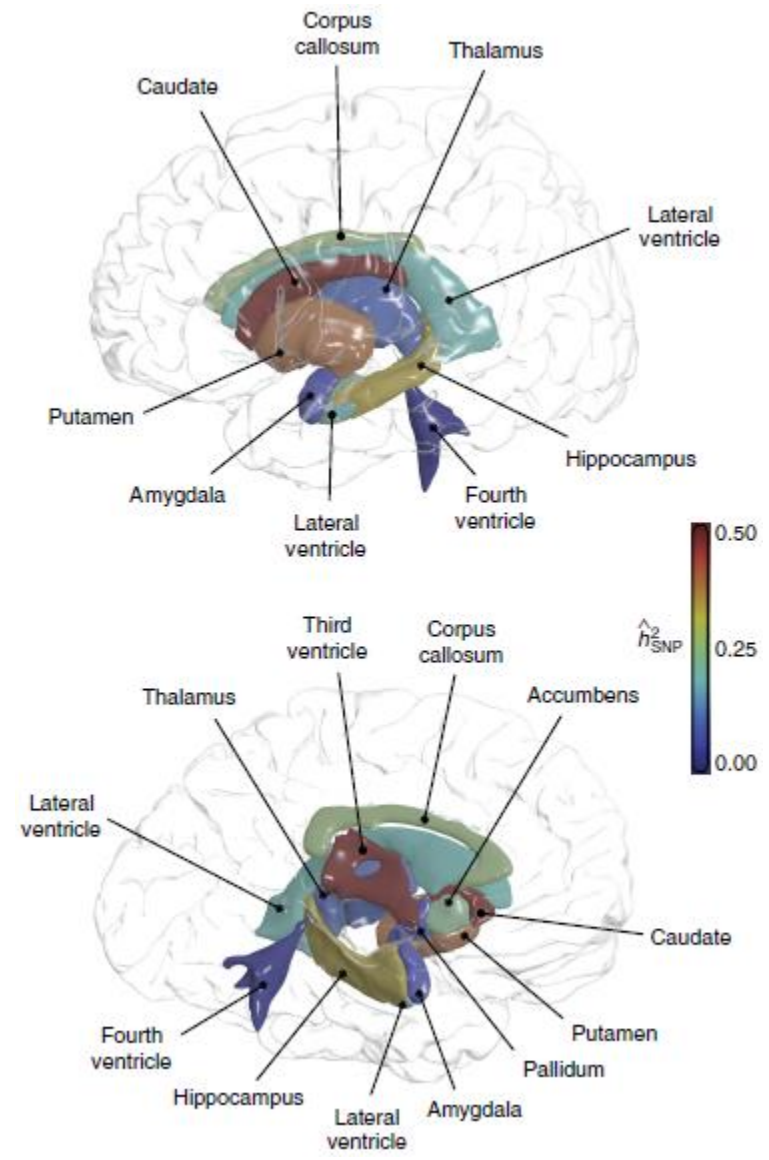 Corpus
callosum
Thalamus
Caudate
Lateral
ventricle
Putamen
Hippocampus
Amygdala
Fourth
ventricle
Lateral
ventricle
0.50
ĥ²SNP
0.25
0.00
Third
ventricle
Corpus
callosum
Thalamus
Accumbens
Lateral
ventricle
Caudate
Fourth
ventricle
Putamen
Pallidum
Hippocampus
Amygdala
Lateral
ventricle